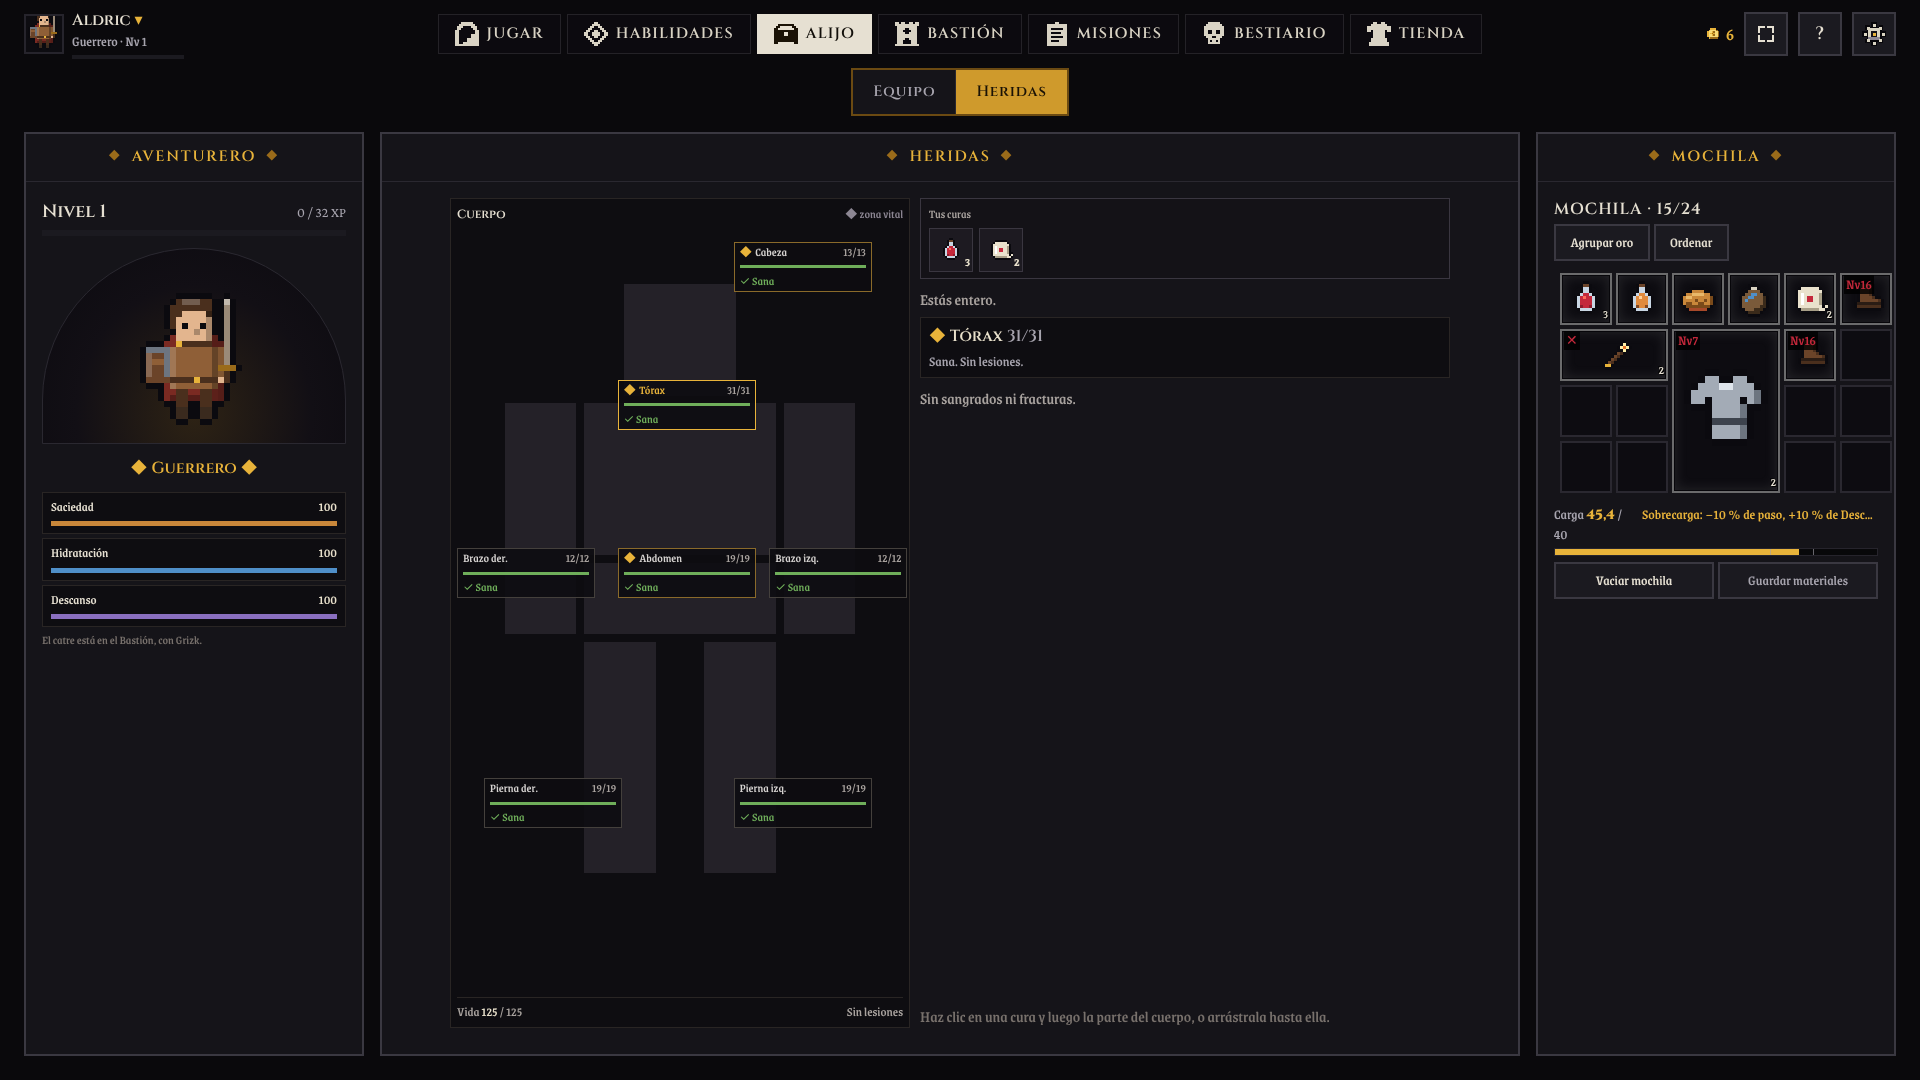 ALDRIC ▾
Guerrero · Nv 1
JUGAR
HABILIDADES
ALIJO
BASTIÓN
MISIONES
BESTIARIO
TIENDA
6
?
EQUIPO
HERIDAS
AVENTURERO
NIVEL 1
0 / 32 XP
GUERRERO
Saciedad 100
Hidratación 100
Descanso 100
El catre está en el Bastión, con Grizk.
HERIDAS
CUERPO
zona vital
Cabeza 13/13
✓ Sana
Tórax 31/31
✓ Sana
Brazo der. 12/12
✓ Sana
Abdomen 19/19
✓ Sana
Brazo izq. 12/12
✓ Sana
Pierna der. 19/19
✓ Sana
Pierna izq. 19/19
✓ Sana
Vida 125 / 125
Sin lesiones
Tus curas
3
2
Estás entero.
TÓRAX 31/31
Sana. Sin lesiones.
Sin sangrados ni fracturas.
Haz clic en una cura y luego la parte del cuerpo, o arrástrala hasta ella.
MOCHILA
MOCHILA · 15/24
Agrupar oro
Ordenar
3
2
Nv16
✕
2
Nv7
2
Nv16
Carga 45,4 / 40
Sobrecarga: −10 % de paso, +10 % de Desc...
Vaciar mochila
Guardar materiales